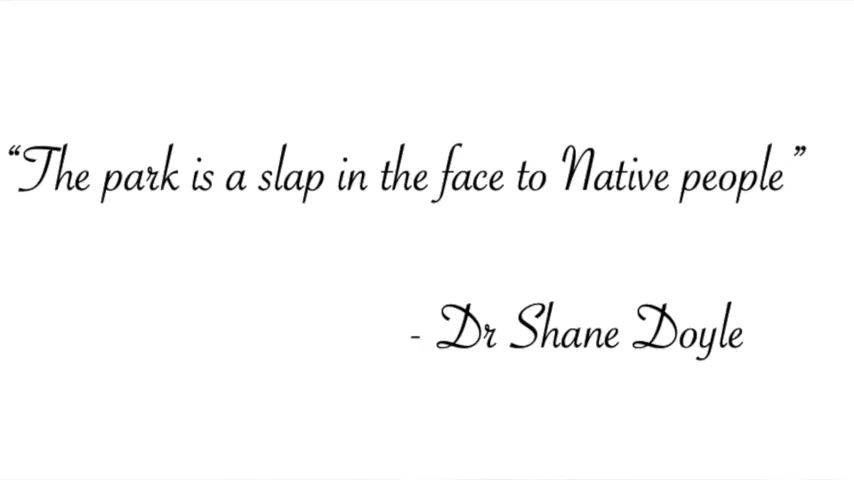 “The park is a slap in the face to Native people”
- Dr Shane Doyle